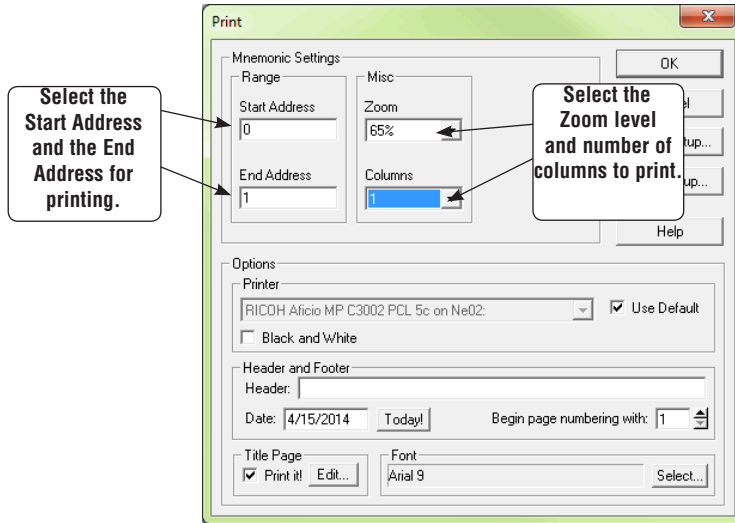 Print
Mnemonic Settings
Range
Start Address
0
End Address
1
Misc
Zoom
65%
Columns
1
OK
Help
Select the
Start Address
and the End
Address for
printing.
Select the
Zoom level
and number of
columns to print.
Options
Printer
RICOH Aficio MP C3002 PCL 5c on Ne02:
Use Default
Black and White
Header and Footer
Header:
Date: 4/15/2014 Today! Begin page numbering with: 1
Title Page
Print it! Edit...
Font
Arial 9 Select...